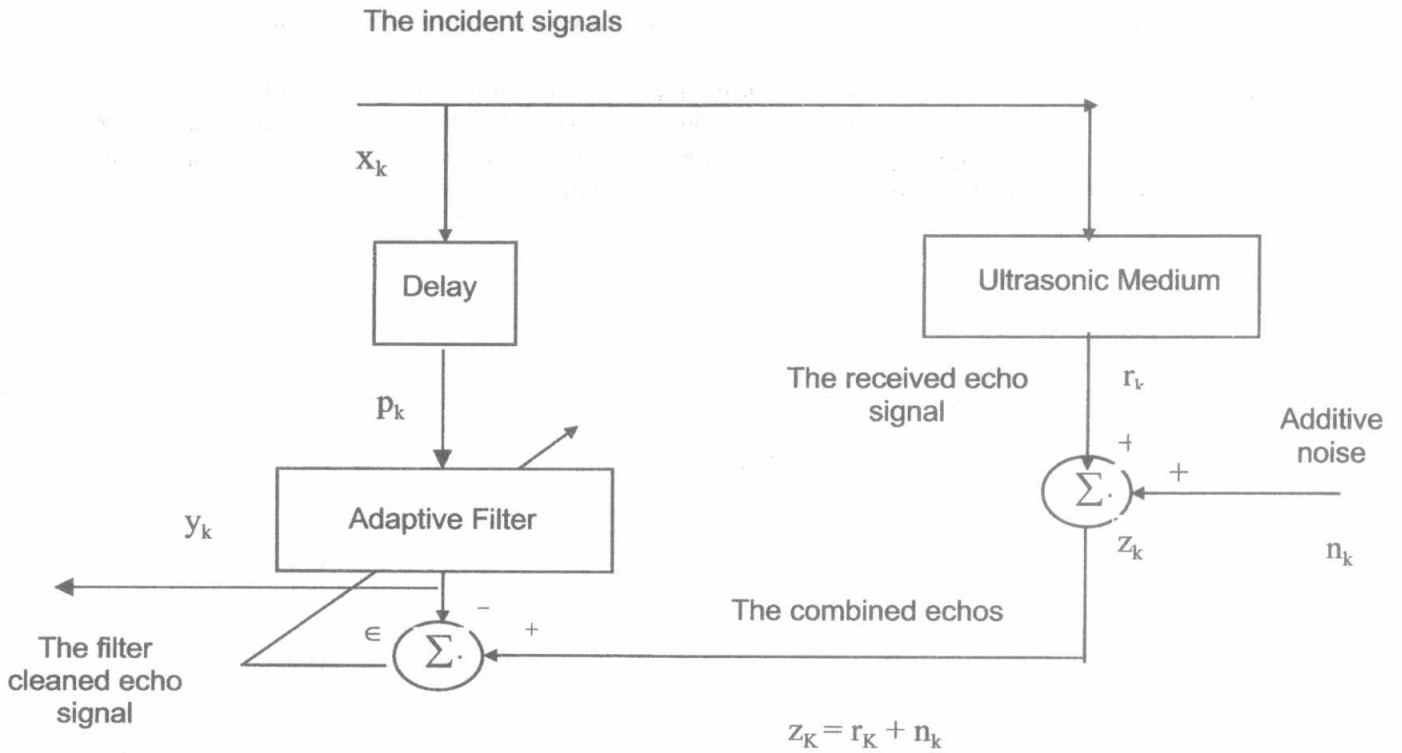 The incident signals
x_k
Delay
Ultrasonic Medium
p_k
The received echo
signal
r_k
Additive
noise
+
+
Σ.
Adaptive Filter
y_k
z_k
n_k
-
+
The combined echos
∈
Σ.
The filter
cleaned echo
signal
z_K = r_K + n_k